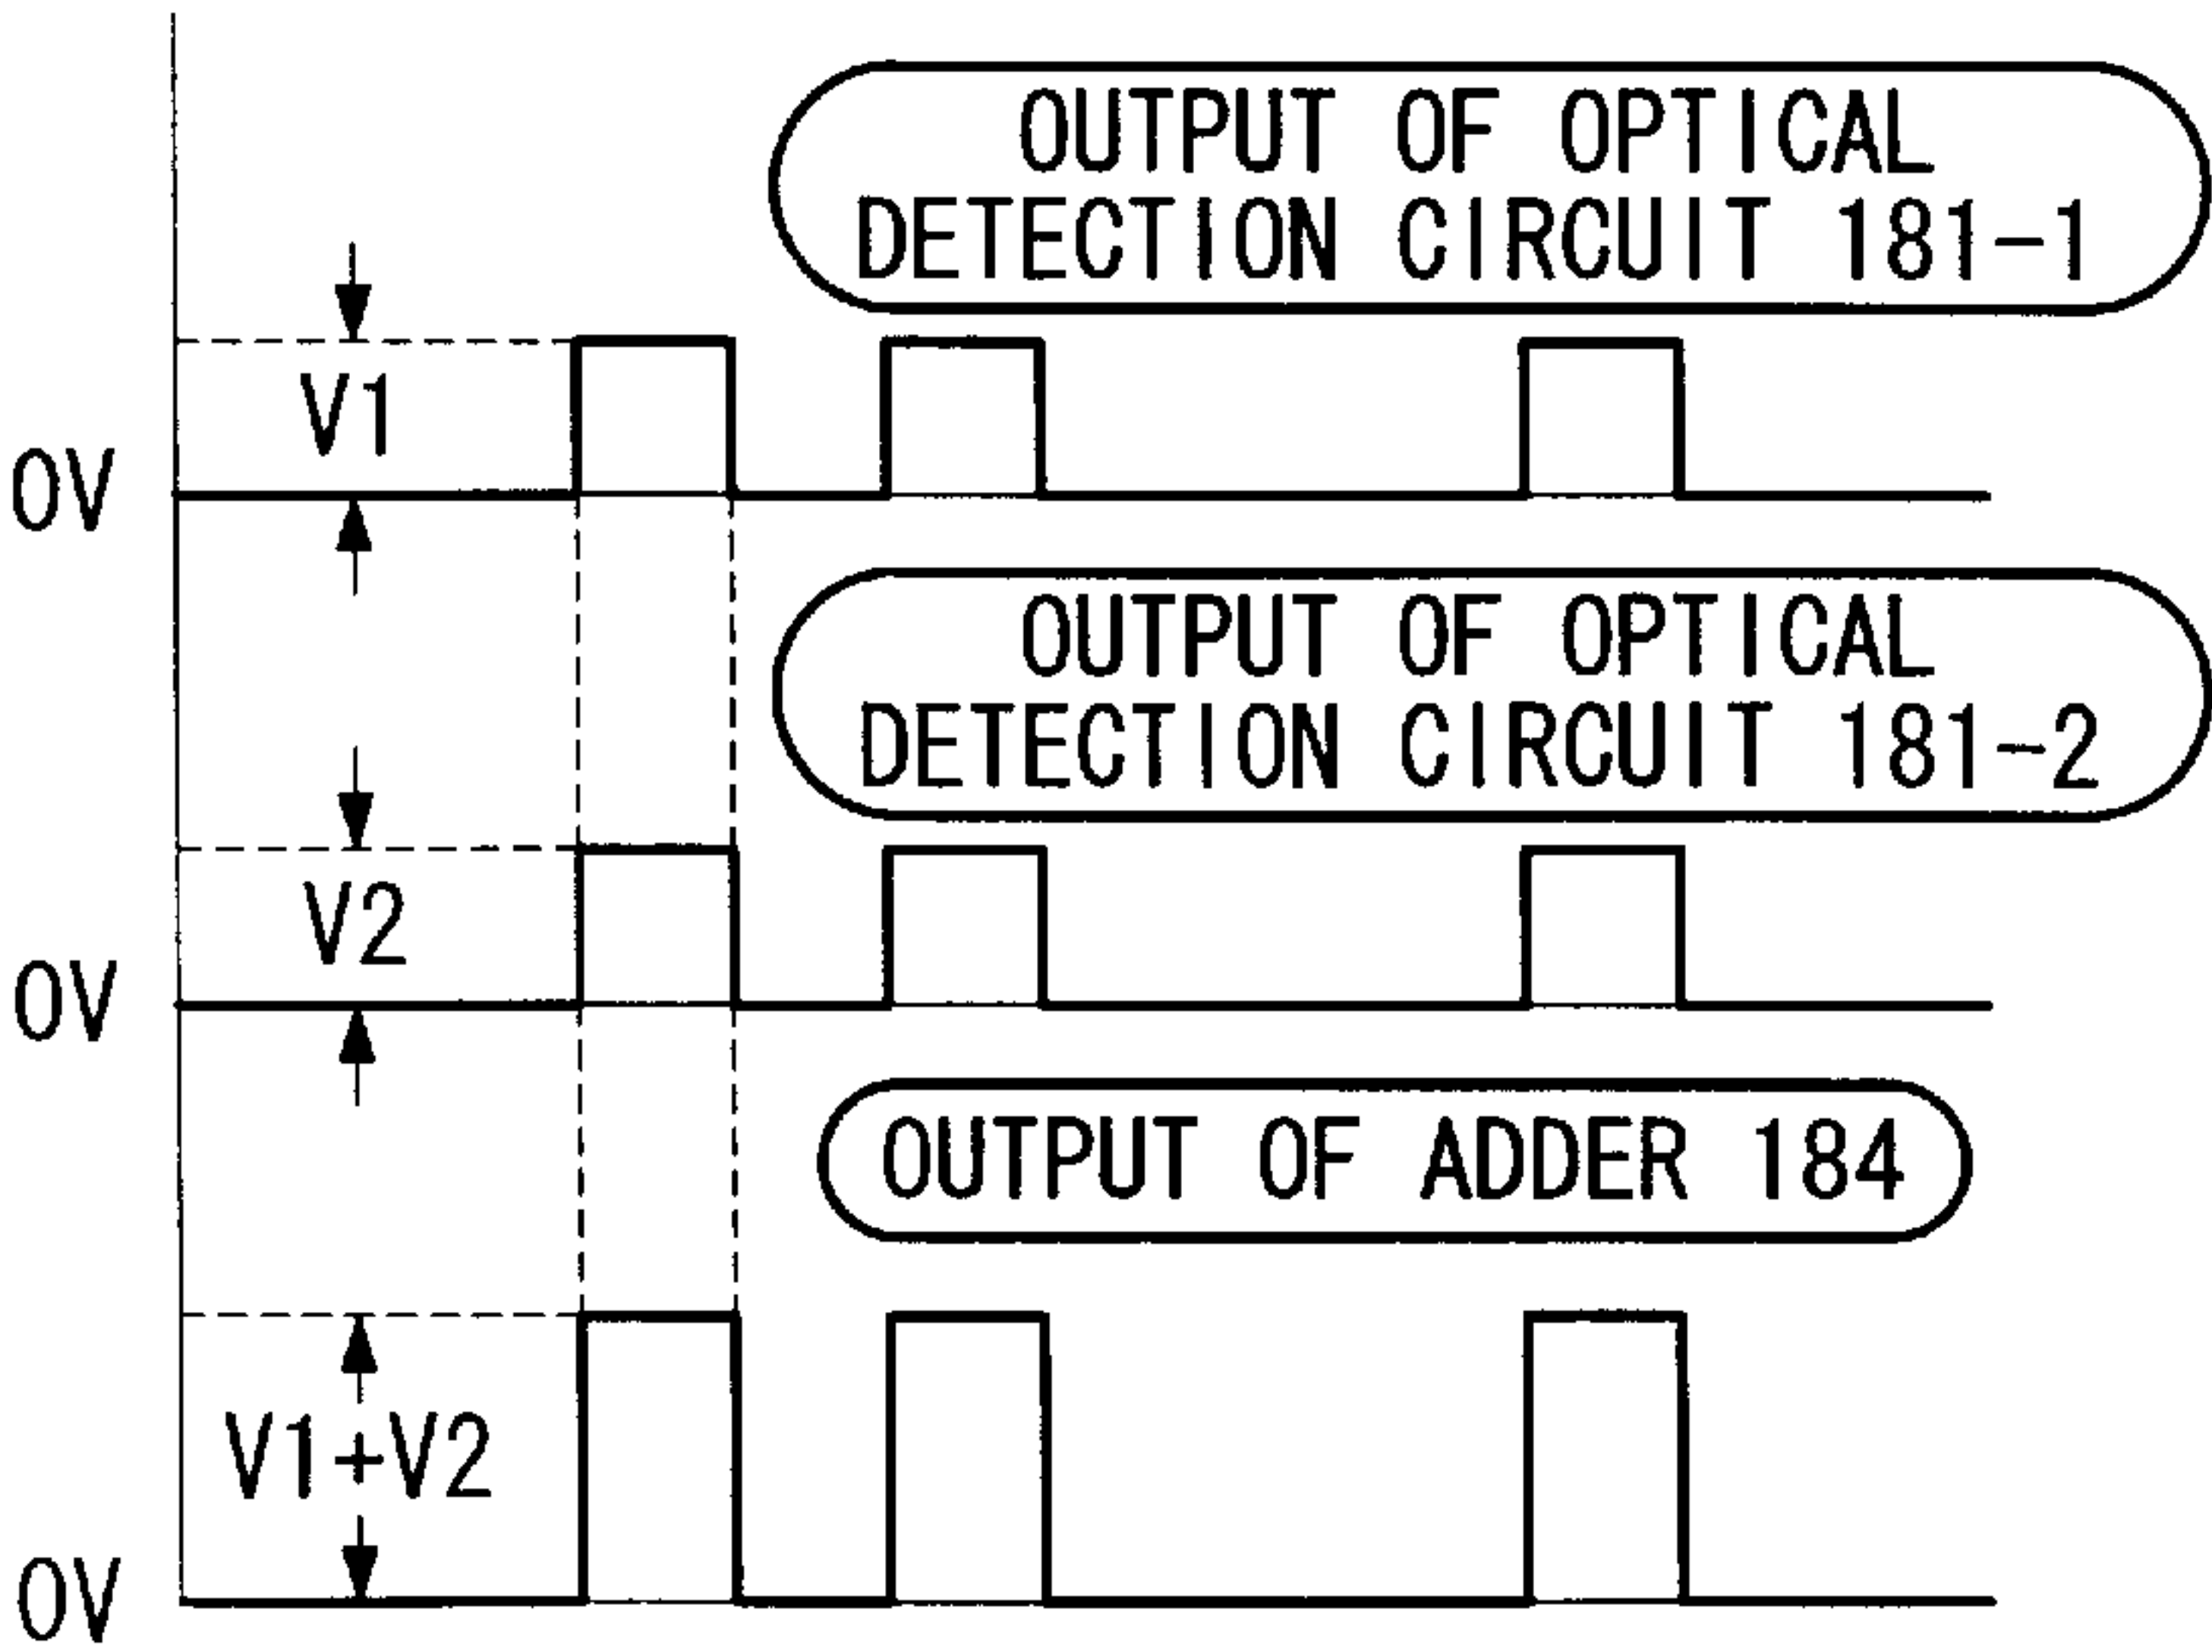 OUTPUT OF OPTICAL
DETECTION CIRCUIT 181-1
V1
0V
OUTPUT OF OPTICAL
DETECTION CIRCUIT 181-2
V2
0V
OUTPUT OF ADDER 184
V1+V2
0V